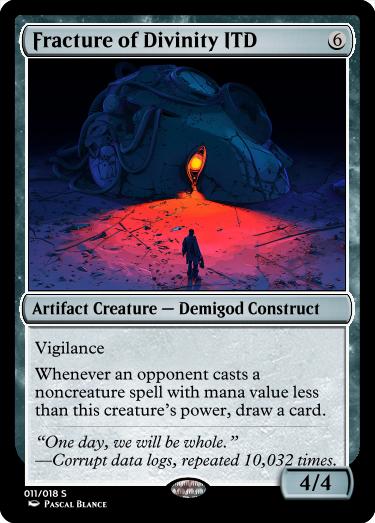 Fracture of Divinity ITD 6
Artifact Creature — Demigod Construct
Vigilance
Whenever an opponent casts a
noncreature spell with mana value less
than this creature's power, draw a card.
“One day, we will be whole.”
—Corrupt data logs, repeated 10,032 times.
4/4
011/018 S
Pascal Blance